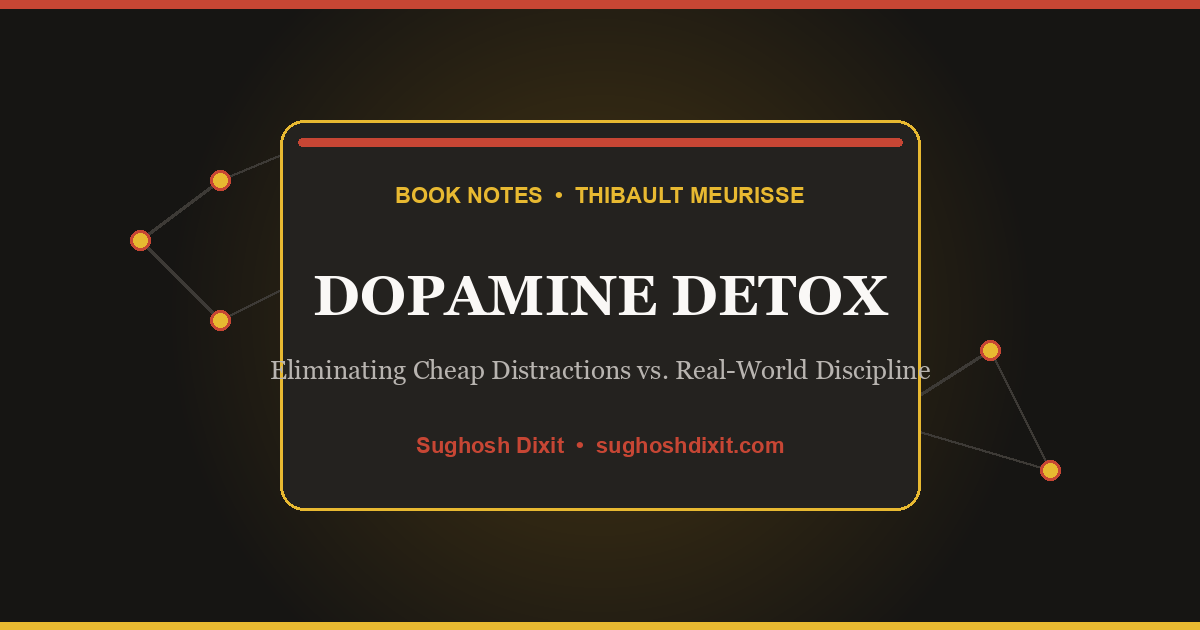 BOOK NOTES • THIBAULT MEURISSE
DOPAMINE DETOX
Eliminating Cheap Distractions vs. Real-World Discipline
Sughosh Dixit • sughoshdixit.com